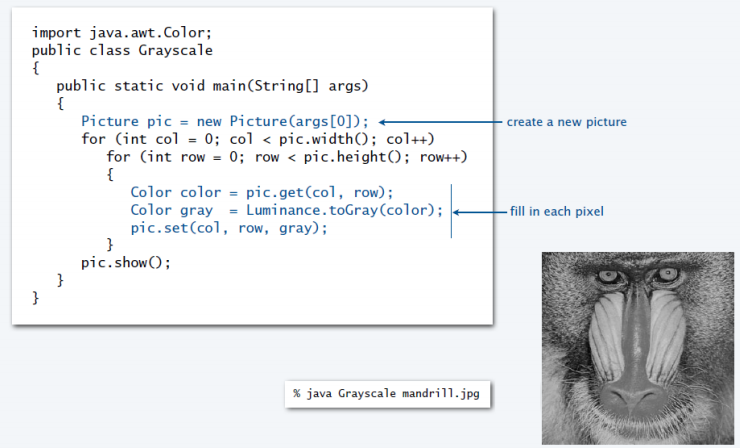 import java.awt.Color;
public class Grayscale
{
   public static void main(String[] args)
   {
      Picture pic = new Picture(args[0]);
      for (int col = 0; col < pic.width(); col++)
         for (int row = 0; row < pic.height(); row++)
         {
            Color color = pic.get(col, row);
            Color gray  = Luminance.toGray(color);
            pic.set(col, row, gray);
         }
      pic.show();
   }
}
create a new picture
fill in each pixel
% java Grayscale mandrill.jpg